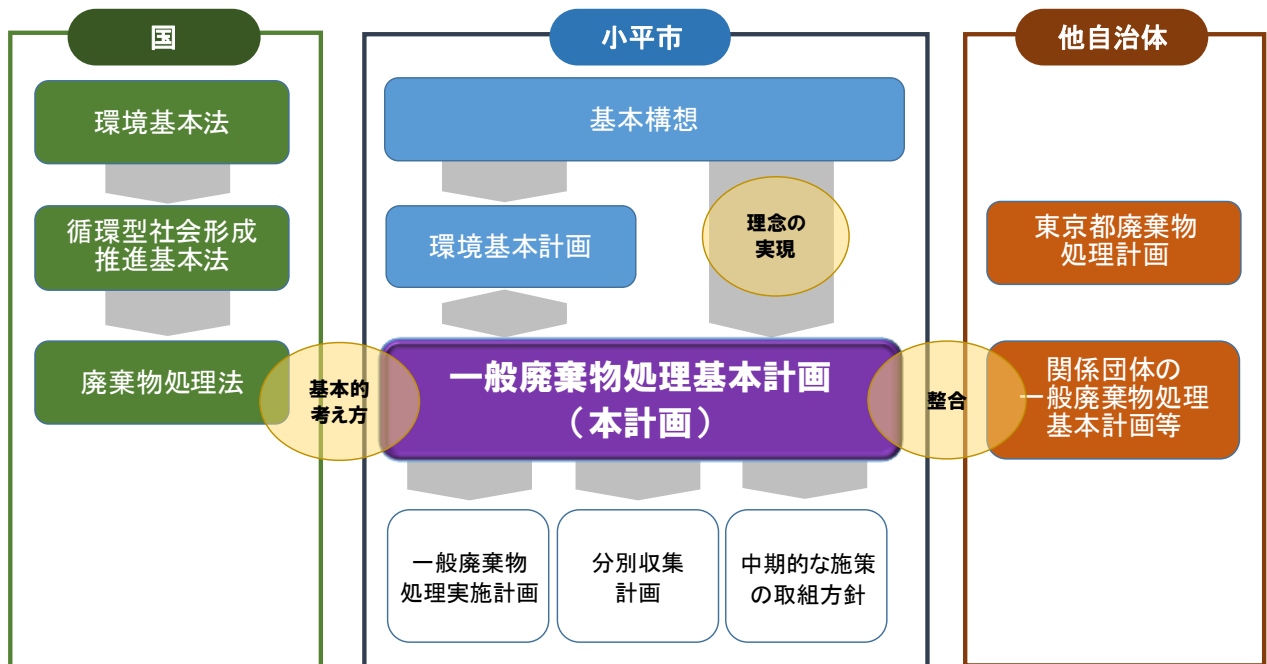 国
小平市
他自治体
環境基本法
循環型社会形成
推進基本法
廃棄物処理法
基本的
考え方
基本構想
環境基本計画
理念の
実現
一般廃棄物処理基本計画
（本計画）
一般廃棄物
処理実施計画
分別収集
計画
中期的な施策
の取組方針
整合
東京都廃棄物
処理計画
関係団体の
一般廃棄物処理
基本計画等